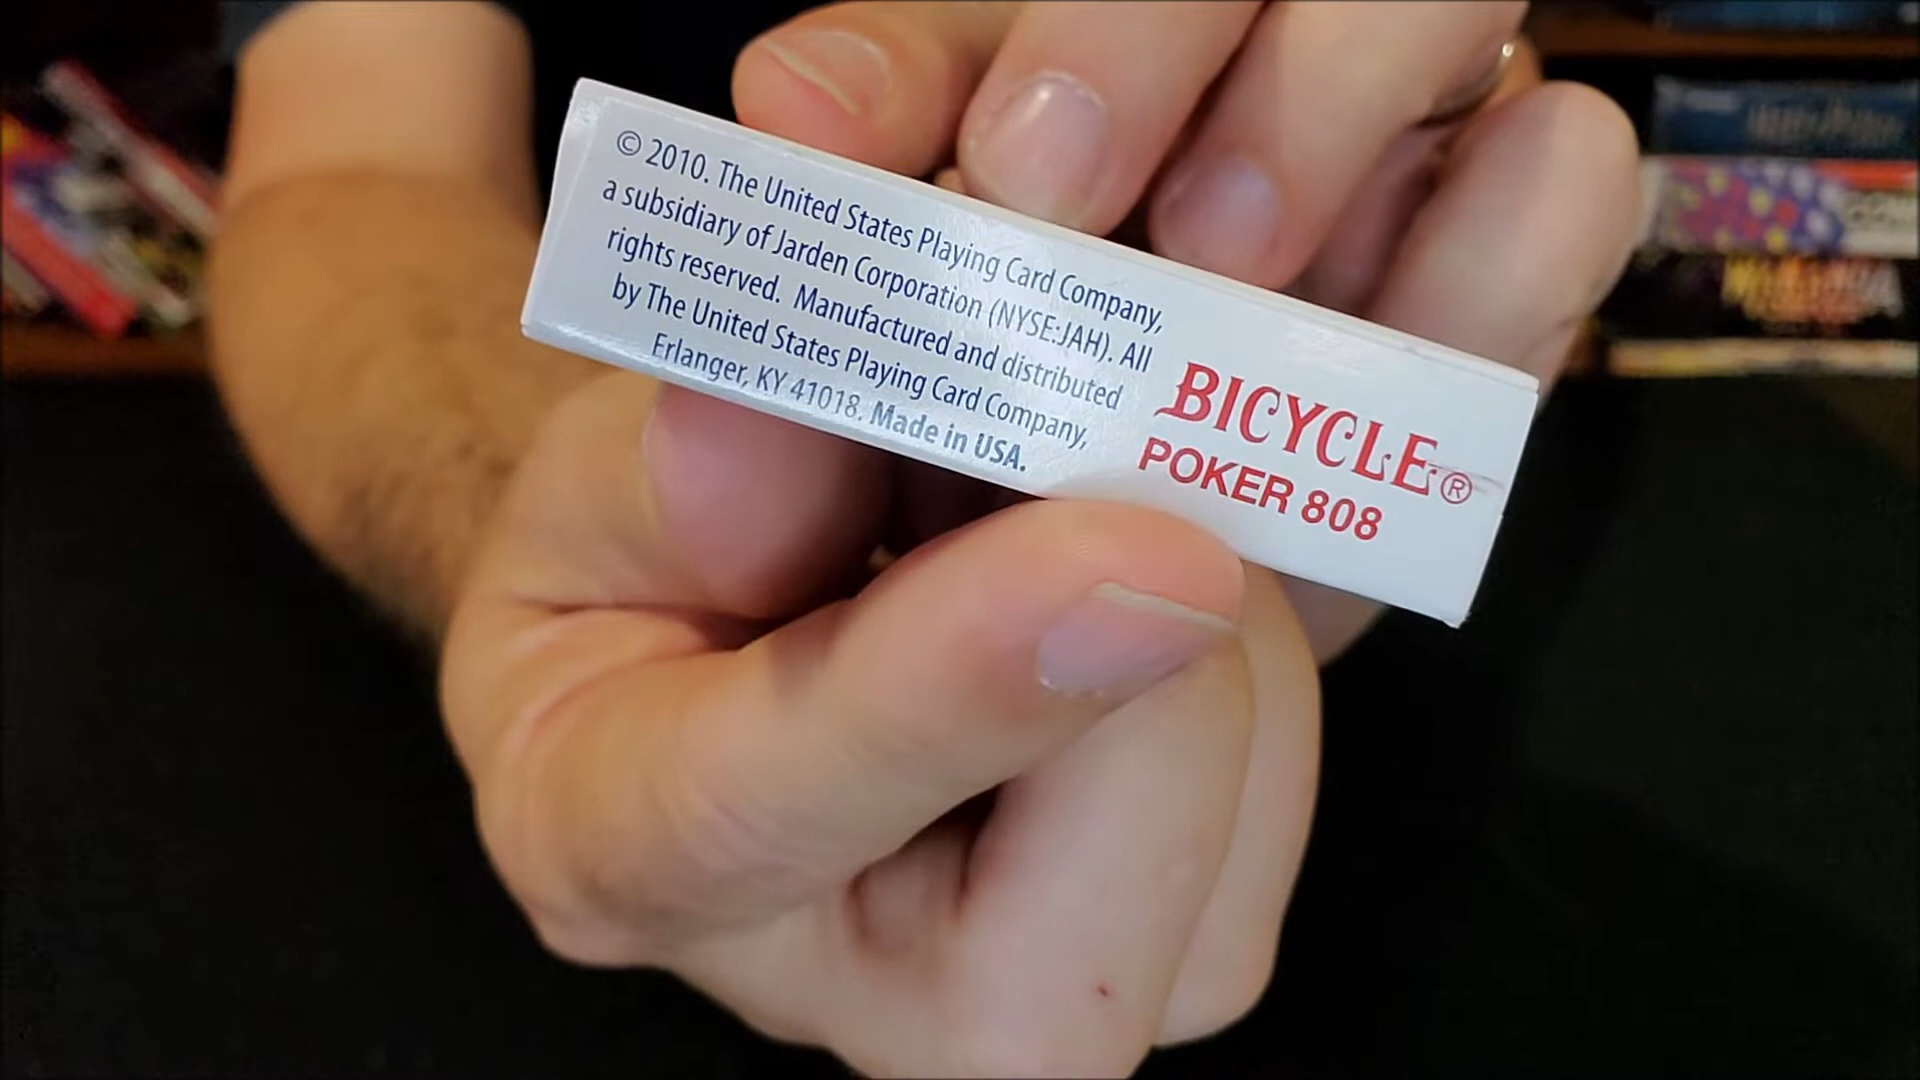 © 2010. The United States Playing Card Company,
a subsidiary of Jarden Corporation (NYSE:JAH). All
rights reserved. Manufactured and distributed
by The United States Playing Card Company,
Erlanger, KY 41018. Made in USA.
BICYCLE®
POKER 808